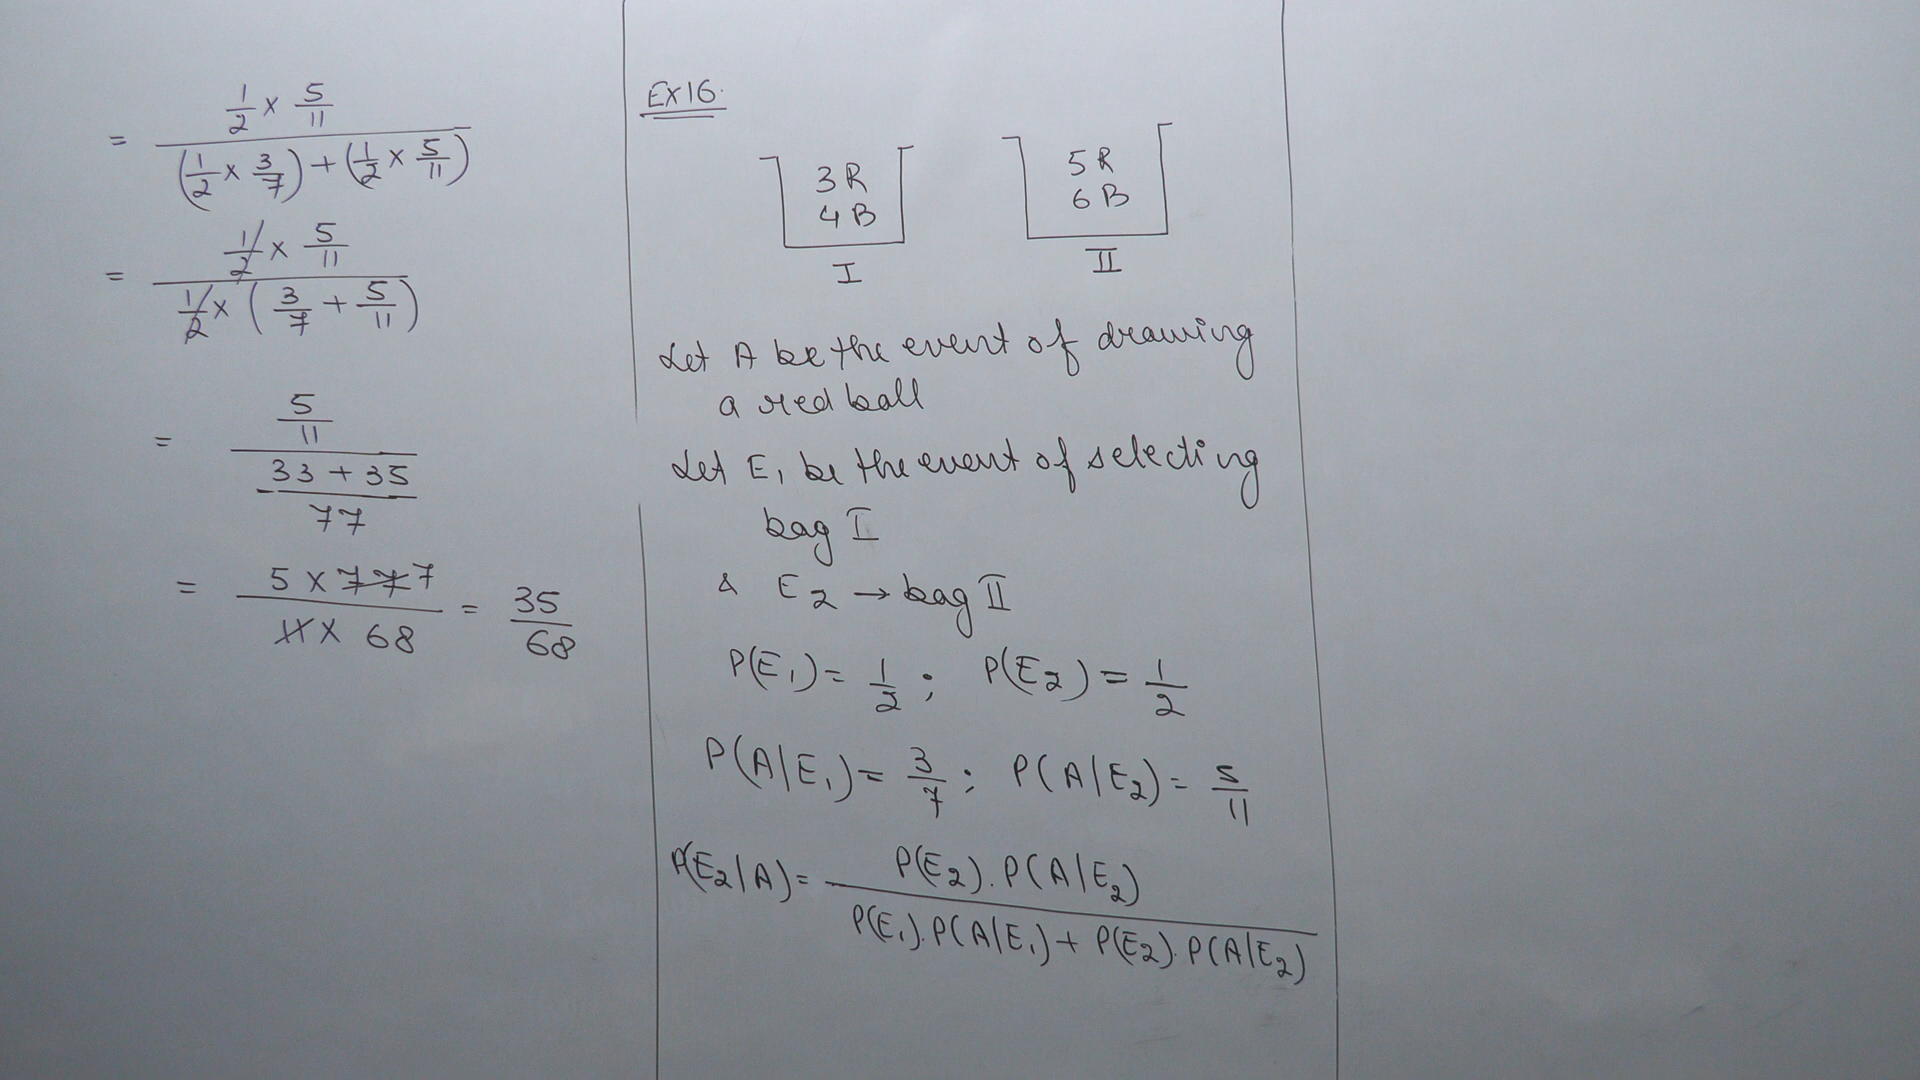 = 1/2 × 5/11 / (1/2 × 3/7) + (1/2 × 5/11)
= 1/2 × 5/11 / 1/2 × (3/7 + 5/11)
= 5/11 / 33 + 35 / 77
= 5 × 77 7 / 11 × 68 = 35/68
EX16.
3R
4B
I
5R
6B
II
Let A be the event of drawing
a red ball
Let E₁ be the event of selecting
bag I
& E₂ → bag II
P(E₁) = 1/2 ; P(E₂) = 1/2
P(A|E₁) = 3/7 ; P(A|E₂) = 5/11
P(E₂|A) = P(E₂).P(A|E₂) / P(E₁).P(A|E₁) + P(E₂).P(A|E₂)